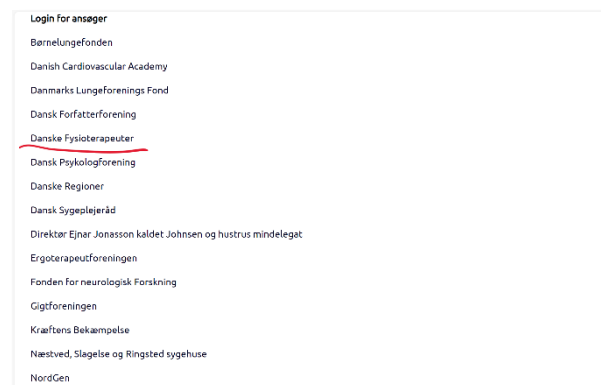 Login for ansøger
Børnelungefonden
Danish Cardiovascular Academy
Danmarks Lungeforenings Fond
Dansk Forfatterforening
Danske Fysioterapeuter
Dansk Psykologforening
Danske Regioner
Dansk Sygeplejeråd
Direktør Ejnar Jonasson kaldet Johnsen og hustrus mindelegat
Ergoterapeutforeningen
Fonden for neurologisk Forskning
Gigtforeningen
Kræftens Bekæmpelse
Næstved, Slagelse og Ringsted sygehuse
NordGen